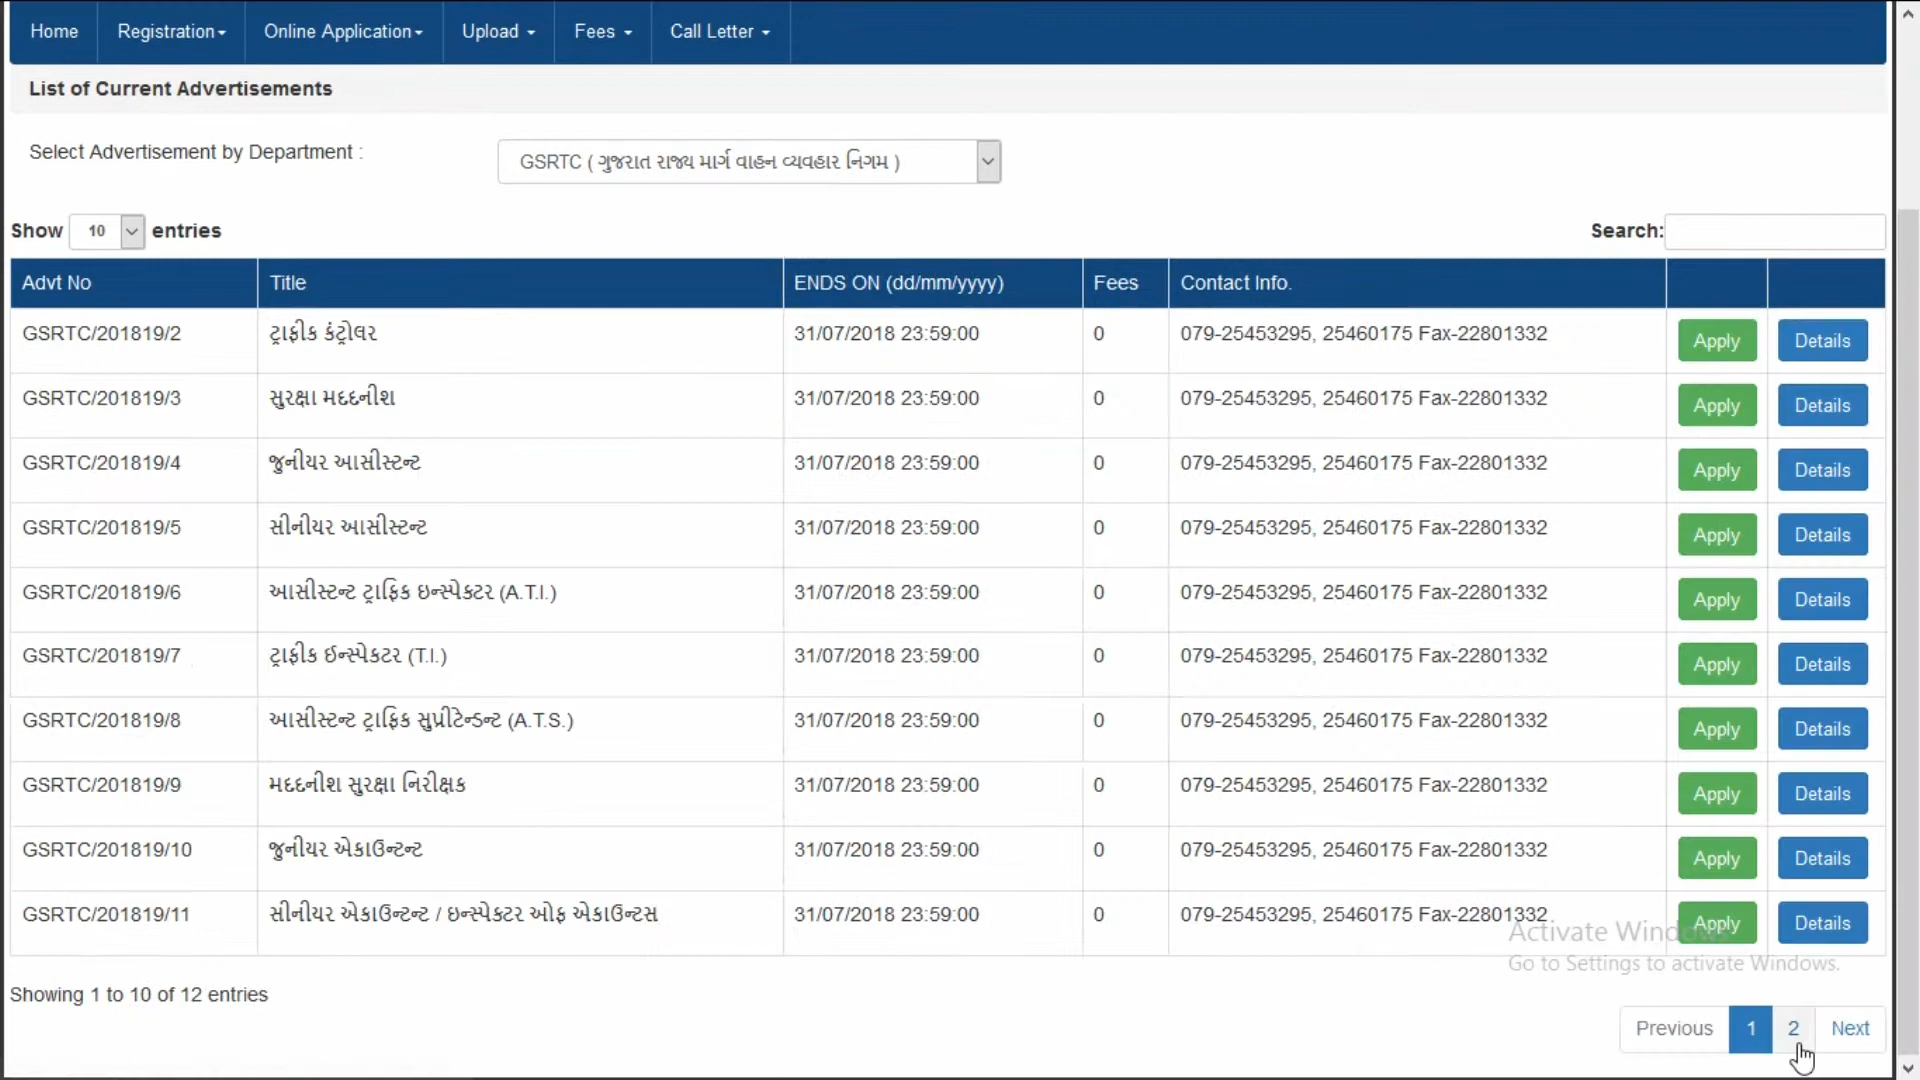 Home Registration Online Application Upload Fees Call Letter
List of Current Advertisements
Select Advertisement by Department :
GSRTC ( ગુજરાત રાજ્ય માર્ગ વાહન વ્યવહાર નિગમ )
Show 10 entries Search:
Advt No Title ENDS ON (dd/mm/yyyy) Fees Contact Info.
GSRTC/201819/2 ટ્રાફીક કંટ્રોલર 31/07/2018 23:59:00 0 079-25453295, 25460175 Fax-22801332 Apply Details
GSRTC/201819/3 સુરક્ષા મદદનીશ 31/07/2018 23:59:00 0 079-25453295, 25460175 Fax-22801332 Apply Details
GSRTC/201819/4 જુનીયર આસીસ્ટન્ટ 31/07/2018 23:59:00 0 079-25453295, 25460175 Fax-22801332 Apply Details
GSRTC/201819/5 સીનીયર આસીસ્ટન્ટ 31/07/2018 23:59:00 0 079-25453295, 25460175 Fax-22801332 Apply Details
GSRTC/201819/6 આસીસ્ટન્ટ ટ્રાફિક ઇન્સ્પેકટર (A.T.I.) 31/07/2018 23:59:00 0 079-25453295, 25460175 Fax-22801332 Apply Details
GSRTC/201819/7 ટ્રાફીક ઈન્સ્પેકટર (T.I.) 31/07/2018 23:59:00 0 079-25453295, 25460175 Fax-22801332 Apply Details
GSRTC/201819/8 આસીસ્ટન્ટ ટ્રાફિક સુપ્રીટેન્ડન્ટ (A.T.S.) 31/07/2018 23:59:00 0 079-25453295, 25460175 Fax-22801332 Apply Details
GSRTC/201819/9 મદદનીશ સુરક્ષા નિરીક્ષક 31/07/2018 23:59:00 0 079-25453295, 25460175 Fax-22801332 Apply Details
GSRTC/201819/10 જુનીયર એકાઉન્ટન્ટ 31/07/2018 23:59:00 0 079-25453295, 25460175 Fax-22801332 Apply Details
GSRTC/201819/11 સીનીયર એકાઉન્ટન્ટ / ઇન્સ્પેકટર ઓફ એકાઉન્ટસ 31/07/2018 23:59:00 0 079-25453295, 25460175 Fax-22801332 Apply Details
Activate Windows
Go to Settings to activate Windows.
Showing 1 to 10 of 12 entries
Previous 1 2 Next